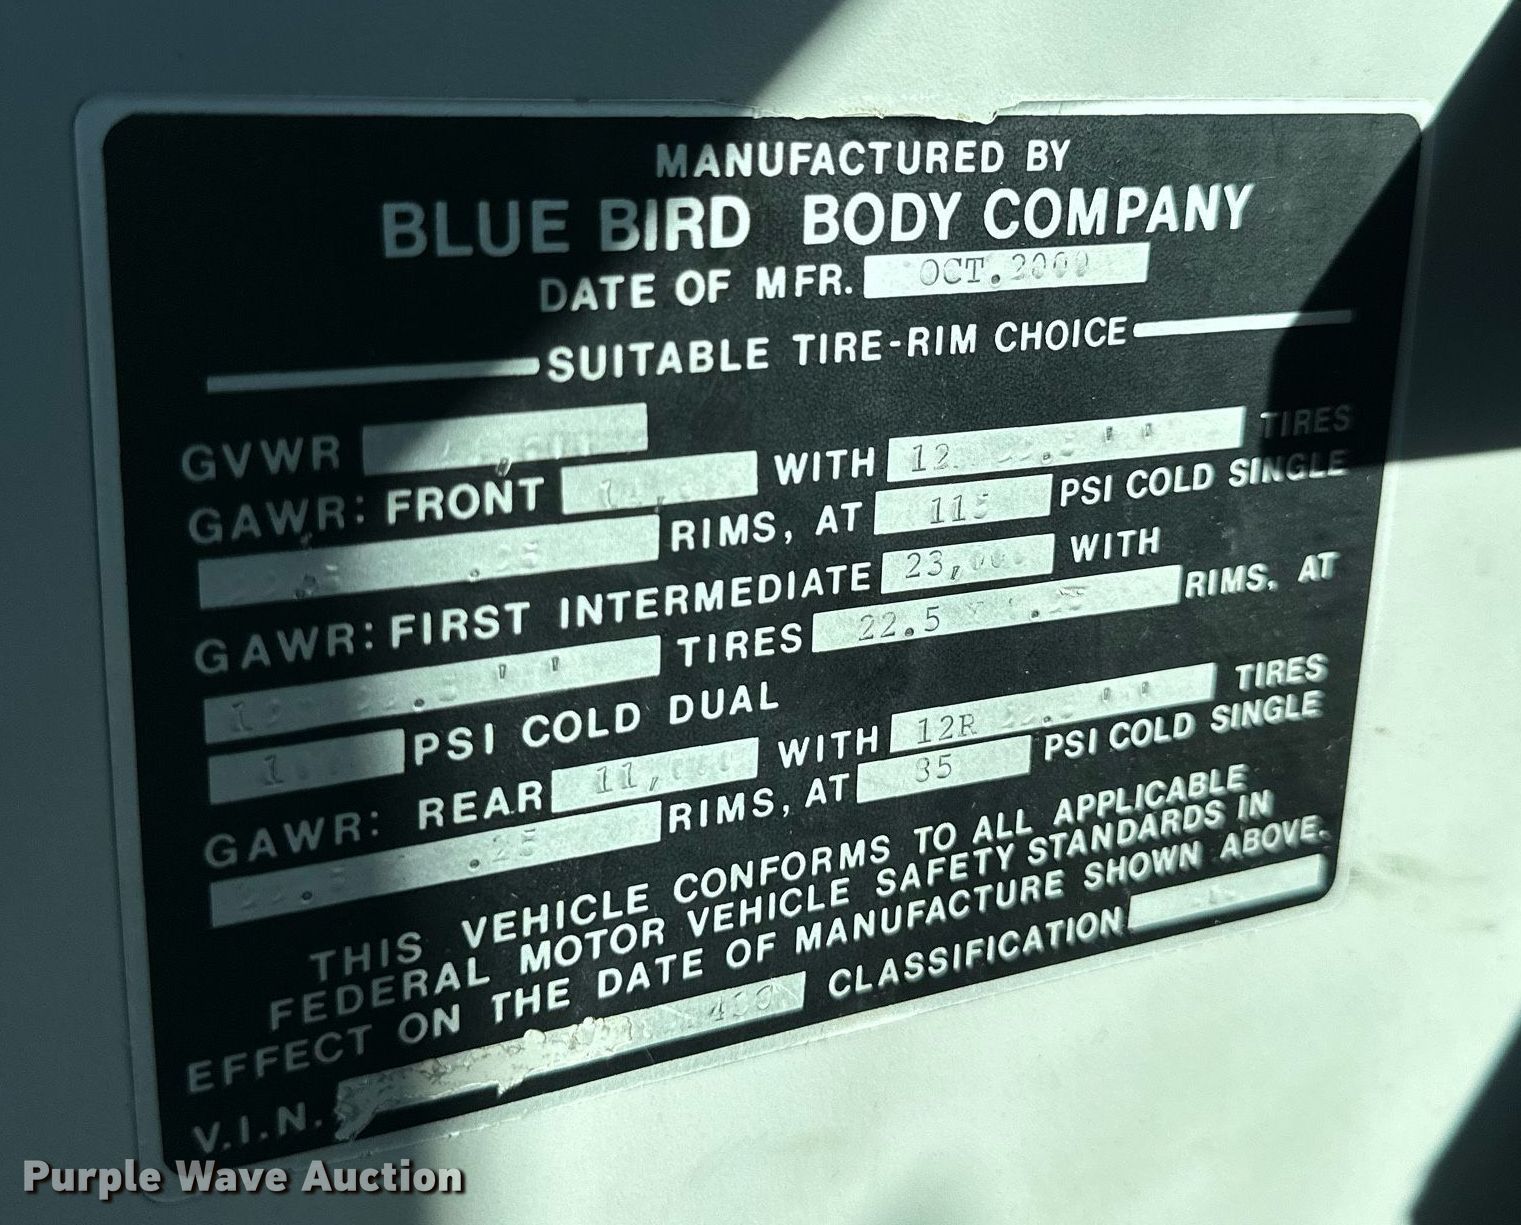 MANUFACTURED BY
BLUE BIRD BODY COMPANY
DATE OF MFR. OCT.2000
SUITABLE TIRE-RIM CHOICE
GVWR
GAWR: FRONT WITH TIRES
RIMS, AT 115 PSI COLD SINGLE
GAWR: FIRST INTERMEDIATE 23,000 WITH
TIRES 22.5 RIMS, AT
PSI COLD DUAL
GAWR: REAR WITH 12R TIRES
RIMS, AT PSI COLD SINGLE
THIS VEHICLE CONFORMS TO ALL APPLICABLE
FEDERAL MOTOR VEHICLE SAFETY STANDARDS IN
EFFECT ON THE DATE OF MANUFACTURE SHOWN ABOVE.
V.I.N. CLASSIFICATION
Purple Wave Auction